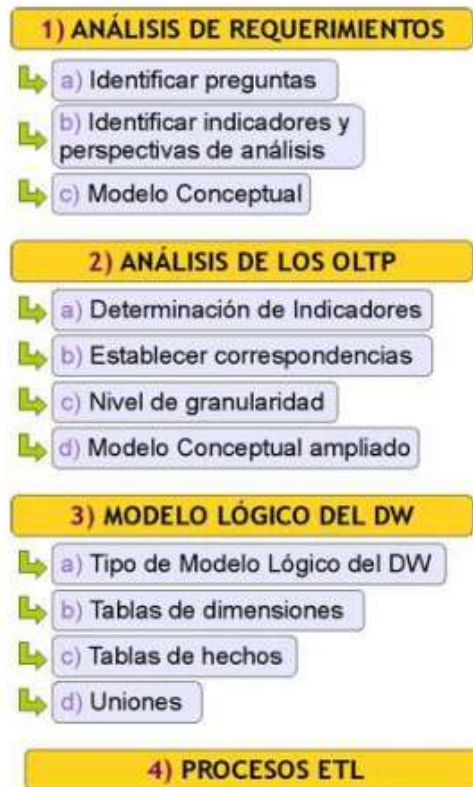 1) ANÁLISIS DE REQUERIMIENTOS
a) Identificar preguntas
b) Identificar indicadores y
perspectivas de análisis
c) Modelo Conceptual
2) ANÁLISIS DE LOS OLTP
a) Determinación de Indicadores
b) Establecer correspondencias
c) Nivel de granularidad
d) Modelo Conceptual ampliado
3) MODELO LÓGICO DEL DW
a) Tipo de Modelo Lógico del DW
b) Tablas de dimensiones
c) Tablas de hechos
d) Uniones
4) PROCESOS ETL